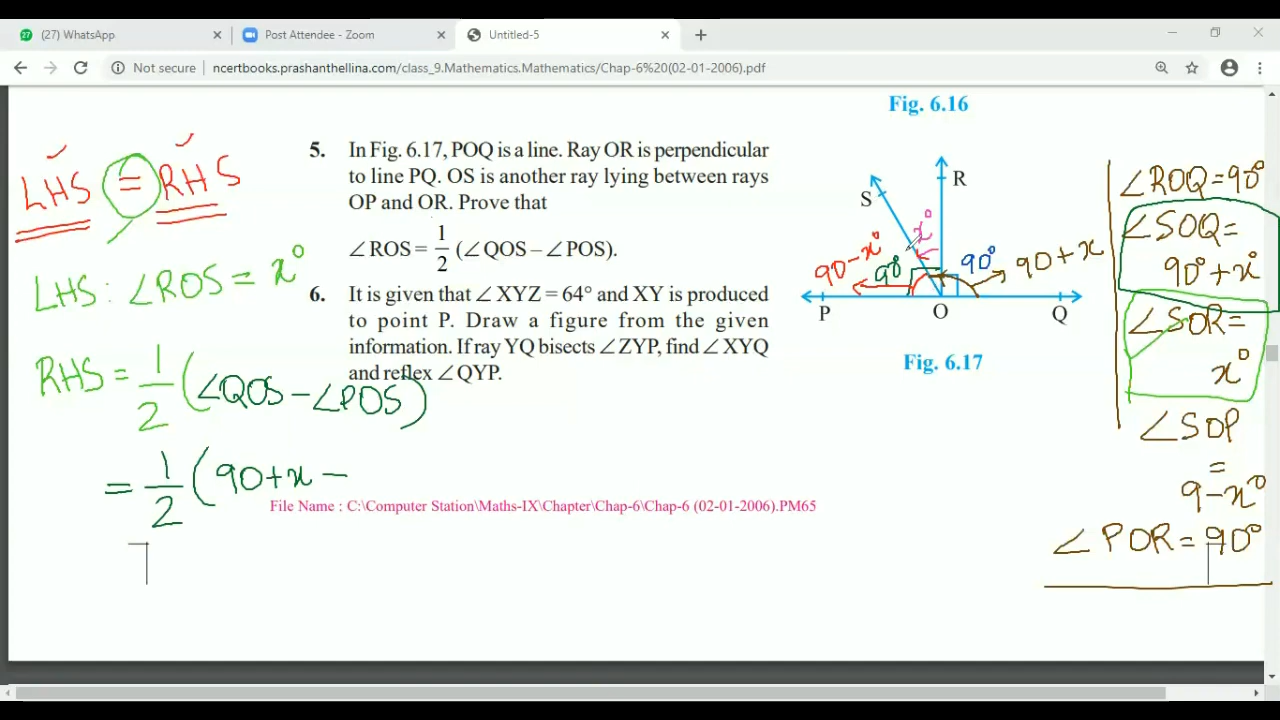 (27) WhatsApp
Post Attendee - Zoom
Untitled-5
Not secure
ncertbooks.prashanthellina.com/class_9.Mathematics.Mathematics/Chap-6%20(02-01-2006).pdf
Fig. 6.16
LHS = RHS
LHS : ∠ROS = x°
RHS = 1/2 (∠QOS – ∠POS)
= 1/2 (90+x –
5. In Fig. 6.17, POQ is a line. Ray OR is perpendicular
to line PQ. OS is another ray lying between rays
OP and OR. Prove that
∠ROS = 1/2 (∠QOS – ∠POS).
6. It is given that ∠ XYZ = 64° and XY is produced
to point P. Draw a figure from the given
information. If ray YQ bisects ∠ZYP, find ∠XYQ
and reflex ∠QYP.
File Name : C:\Computer Station\Maths-IX\Chapter\Chap-6\Chap-6 (02-01-2006).PM65
R
S
x°
90-x°
90°
90°
90+x
P
O
Q
Fig. 6.17
∠ROQ=90°
∠SOQ=
90°+x°
∠SOR=
x°
∠SOP
=
9-x°
∠POR=90°